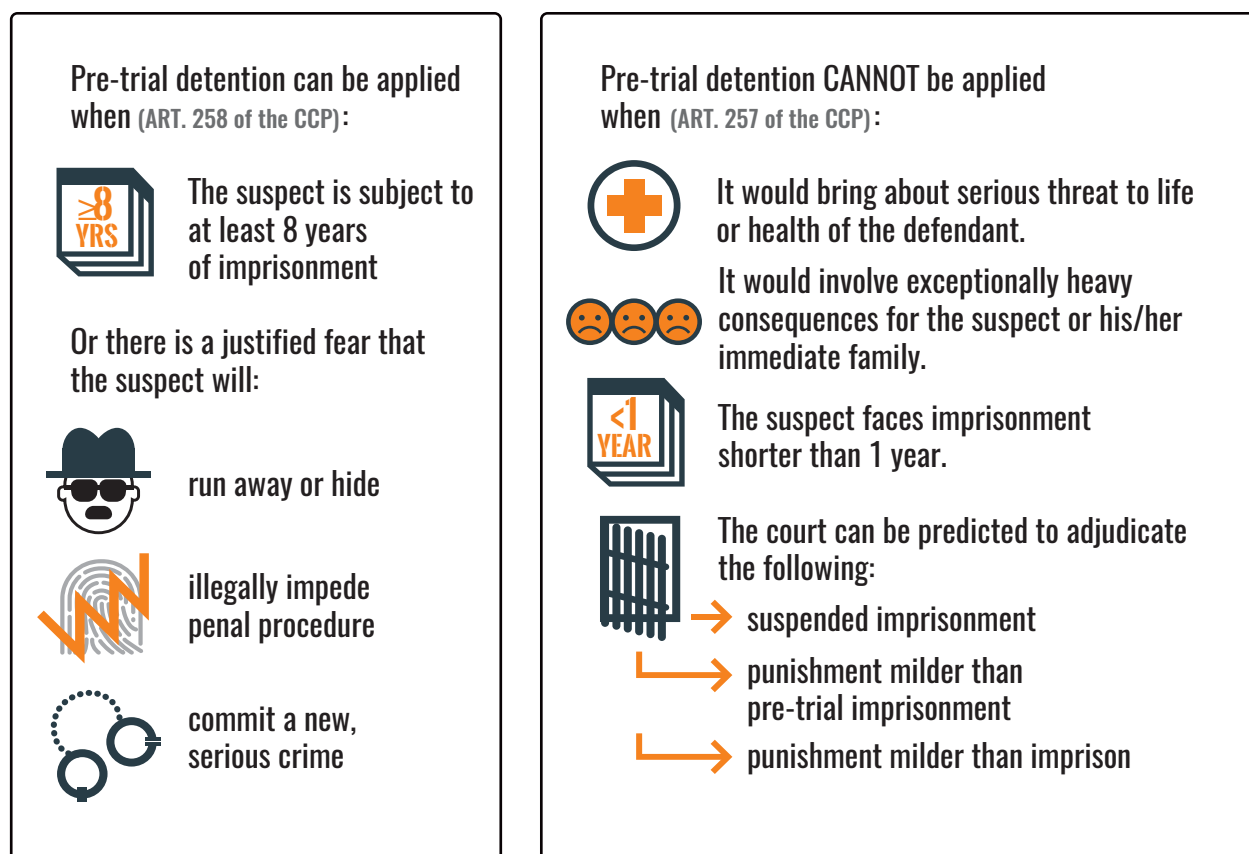 Pre-trial detention can be applied
when (ART. 258 of the CCP):
≥8
YRS
The suspect is subject to
at least 8 years
of imprisonment
Or there is a justified fear that
the suspect will:
run away or hide
illegally impede
penal procedure
commit a new,
serious crime
Pre-trial detention CANNOT be applied
when (ART. 257 of the CCP):
It would bring about serious threat to life
or health of the defendant.
It would involve exceptionally heavy
consequences for the suspect or his/her
immediate family.
<1
YEAR
The suspect faces imprisonment
shorter than 1 year.
The court can be predicted to adjudicate
the following:
suspended imprisonment
punishment milder than
pre-trial imprisonment
punishment milder than imprison